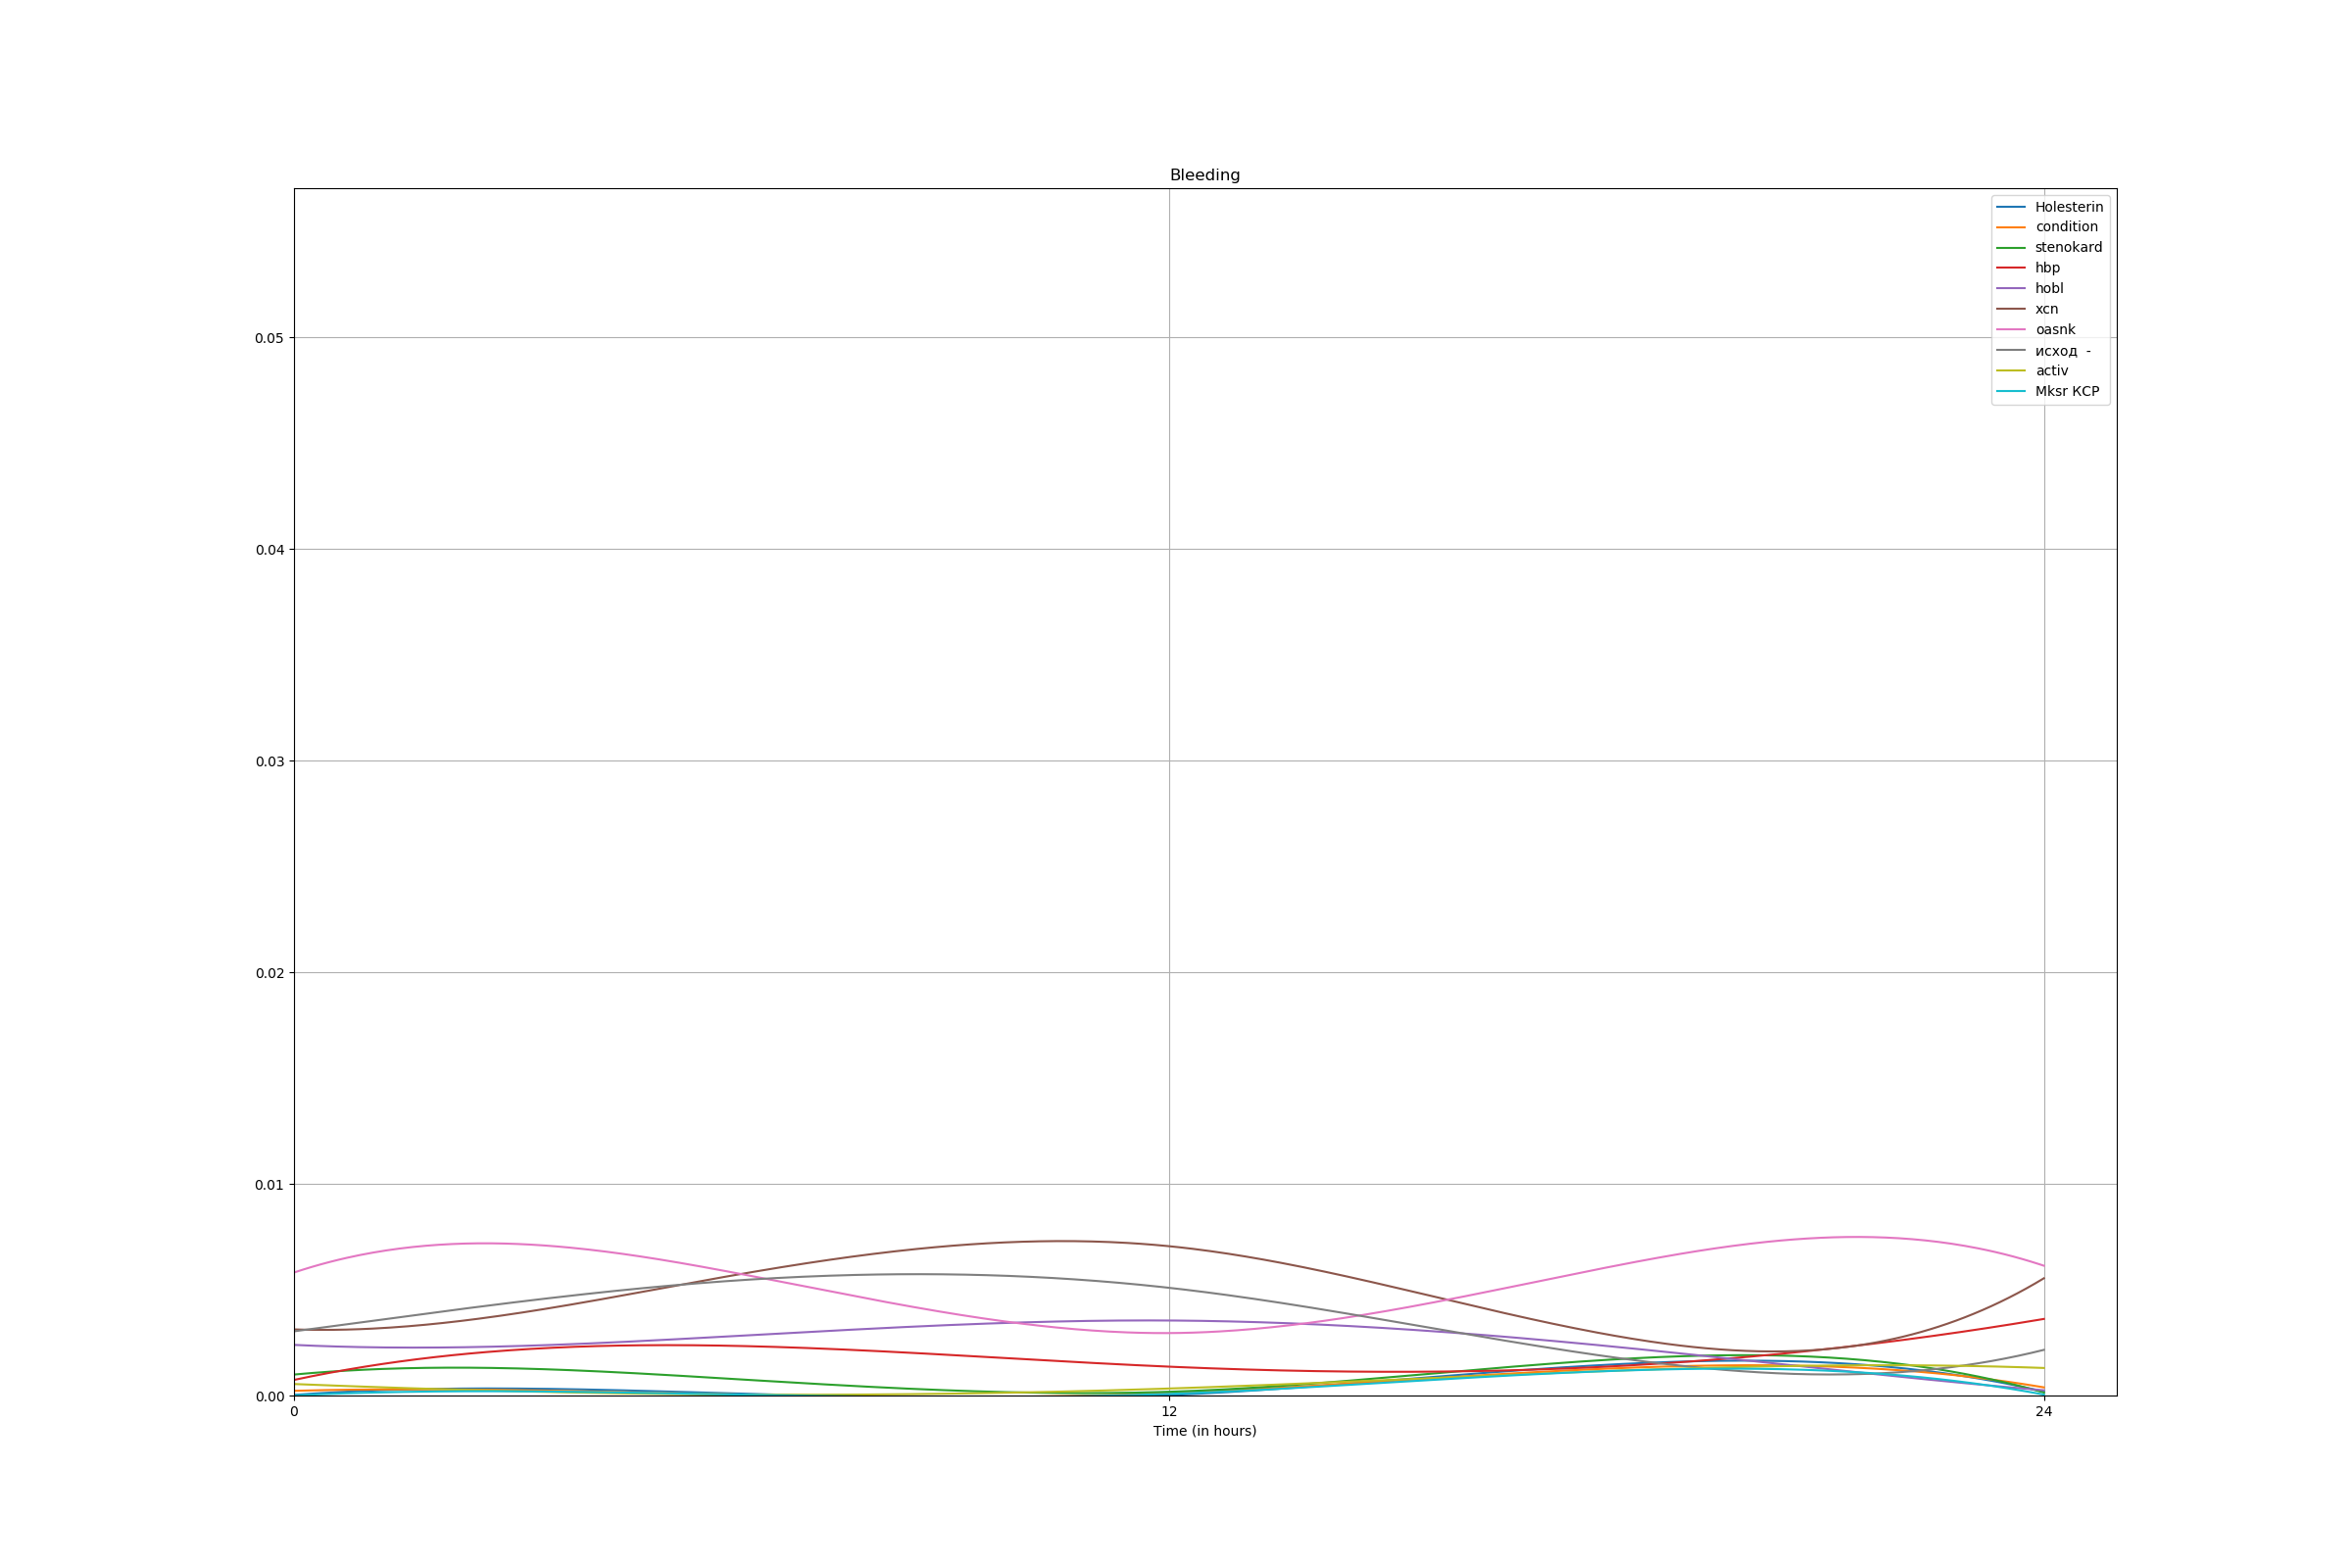 Bleeding
Holesterin
condition
stenokard
hbp
hobl
xcn
oasnk
исход  -
activ
Mksr КСР
0.05
0.04
0.03
0.02
0.01
0.00
0 12 24
Time (in hours)